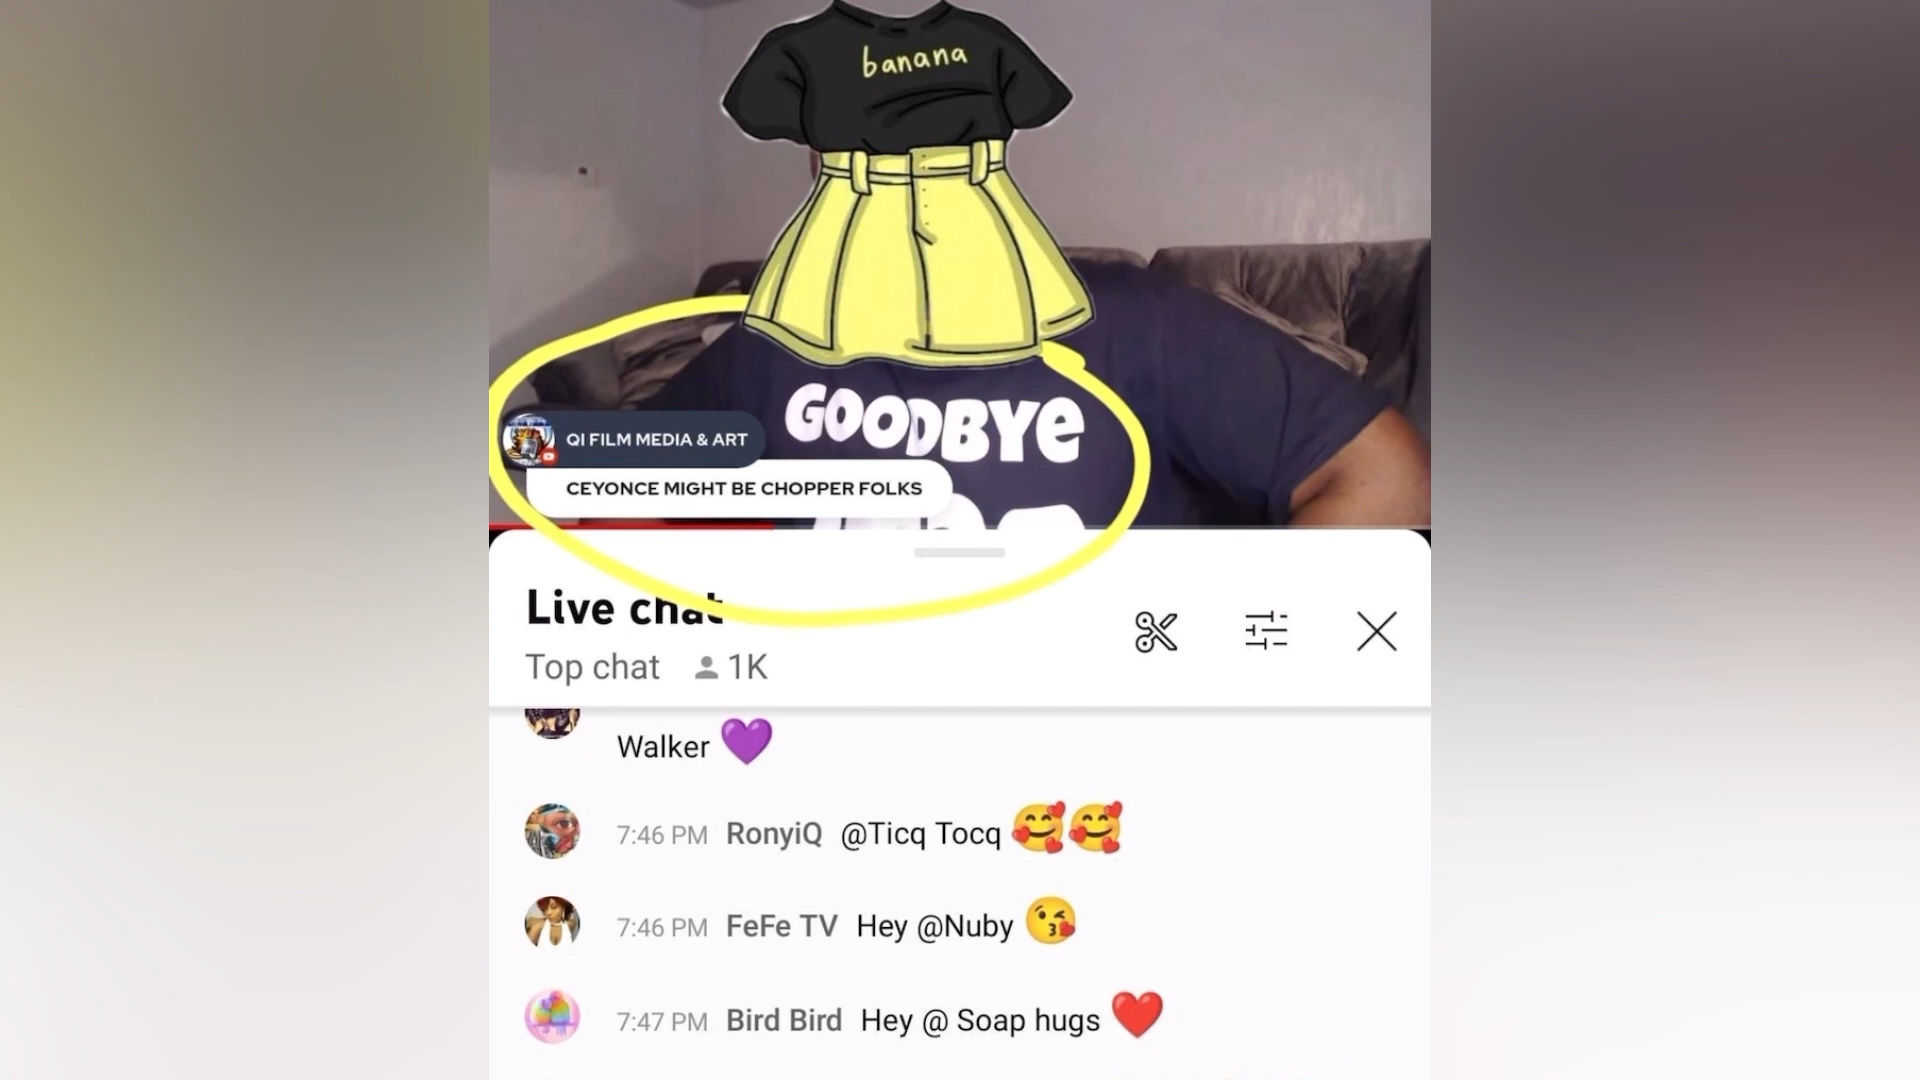 banana
GOODBYE
QI FILM MEDIA & ART
CEYONCE MIGHT BE CHOPPER FOLKS
Live chat
Top chat 1K
Walker 💜
7:46 PM RonyiQ @Ticq Tocq 🥰🥰
7:46 PM FeFe TV Hey @Nuby 😘
7:47 PM Bird Bird Hey @ Soap hugs ❤️